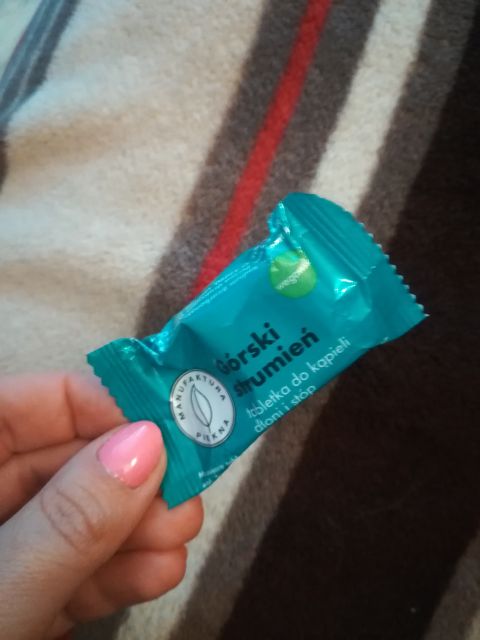 Górski
strumień
tabletka do kąpieli
dłoni i stóp
MANUFAKTURA
PIĘKNA